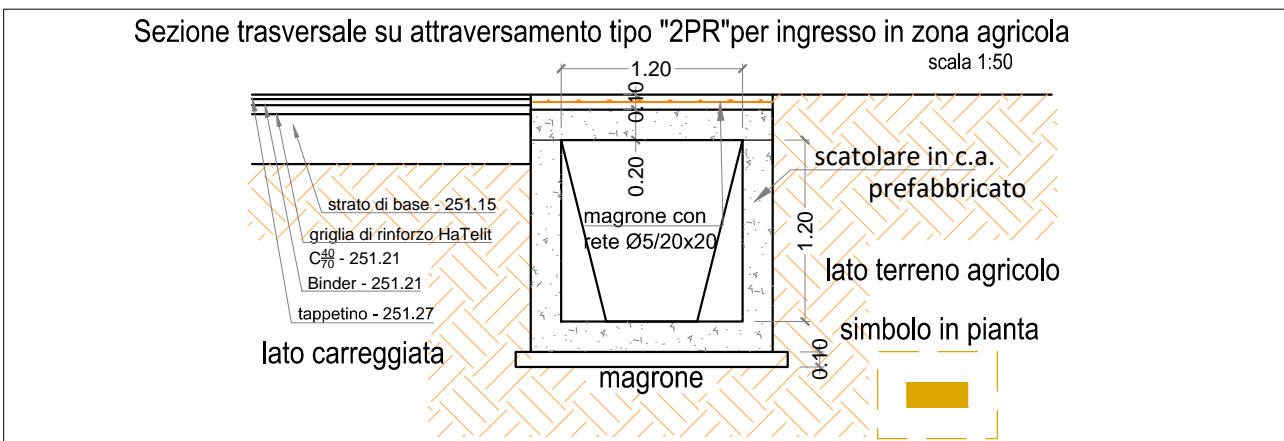 Sezione trasversale su attraversamento tipo "2PR"per ingresso in zona agricola
scala 1:50
1.20
0.10
0.20
scatolare in c.a.
prefabbricato
strato di base - 251.15
griglia di rinforzo HaTelit
C40/70 - 251.21
Binder - 251.21
tappetino - 251.27
magrone con
rete Ø5/20x20
1.20
lato terreno agricolo
simbolo in pianta
lato carreggiata
magrone
0.10